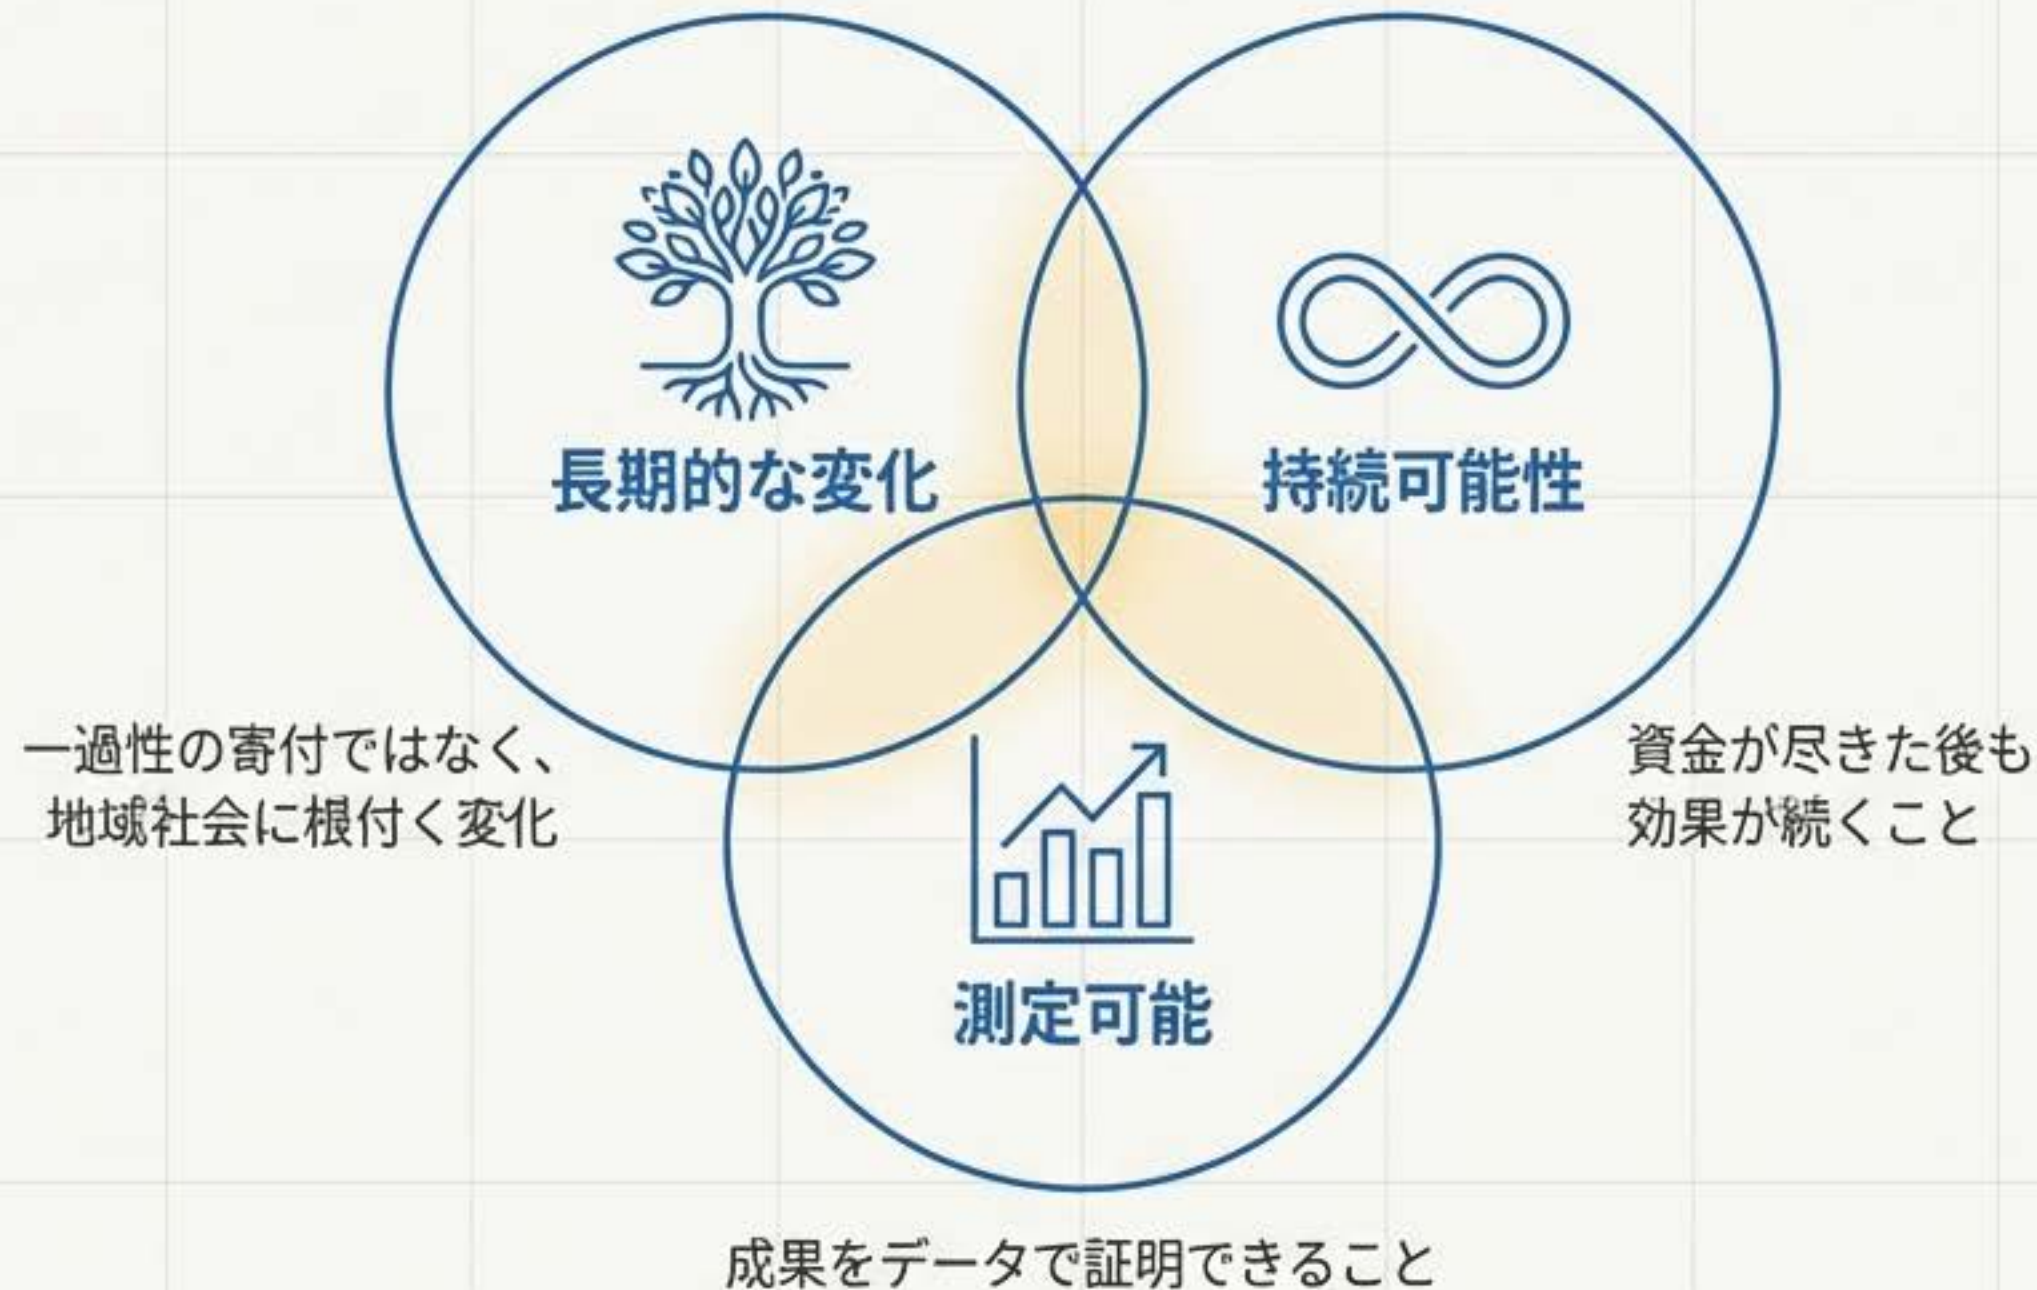 長期的な変化
持続可能性
一過性の寄付ではなく、
地域社会に根付く変化
資金が尽きた後も
効果が続くこと
測定可能
成果をデータで証明できること